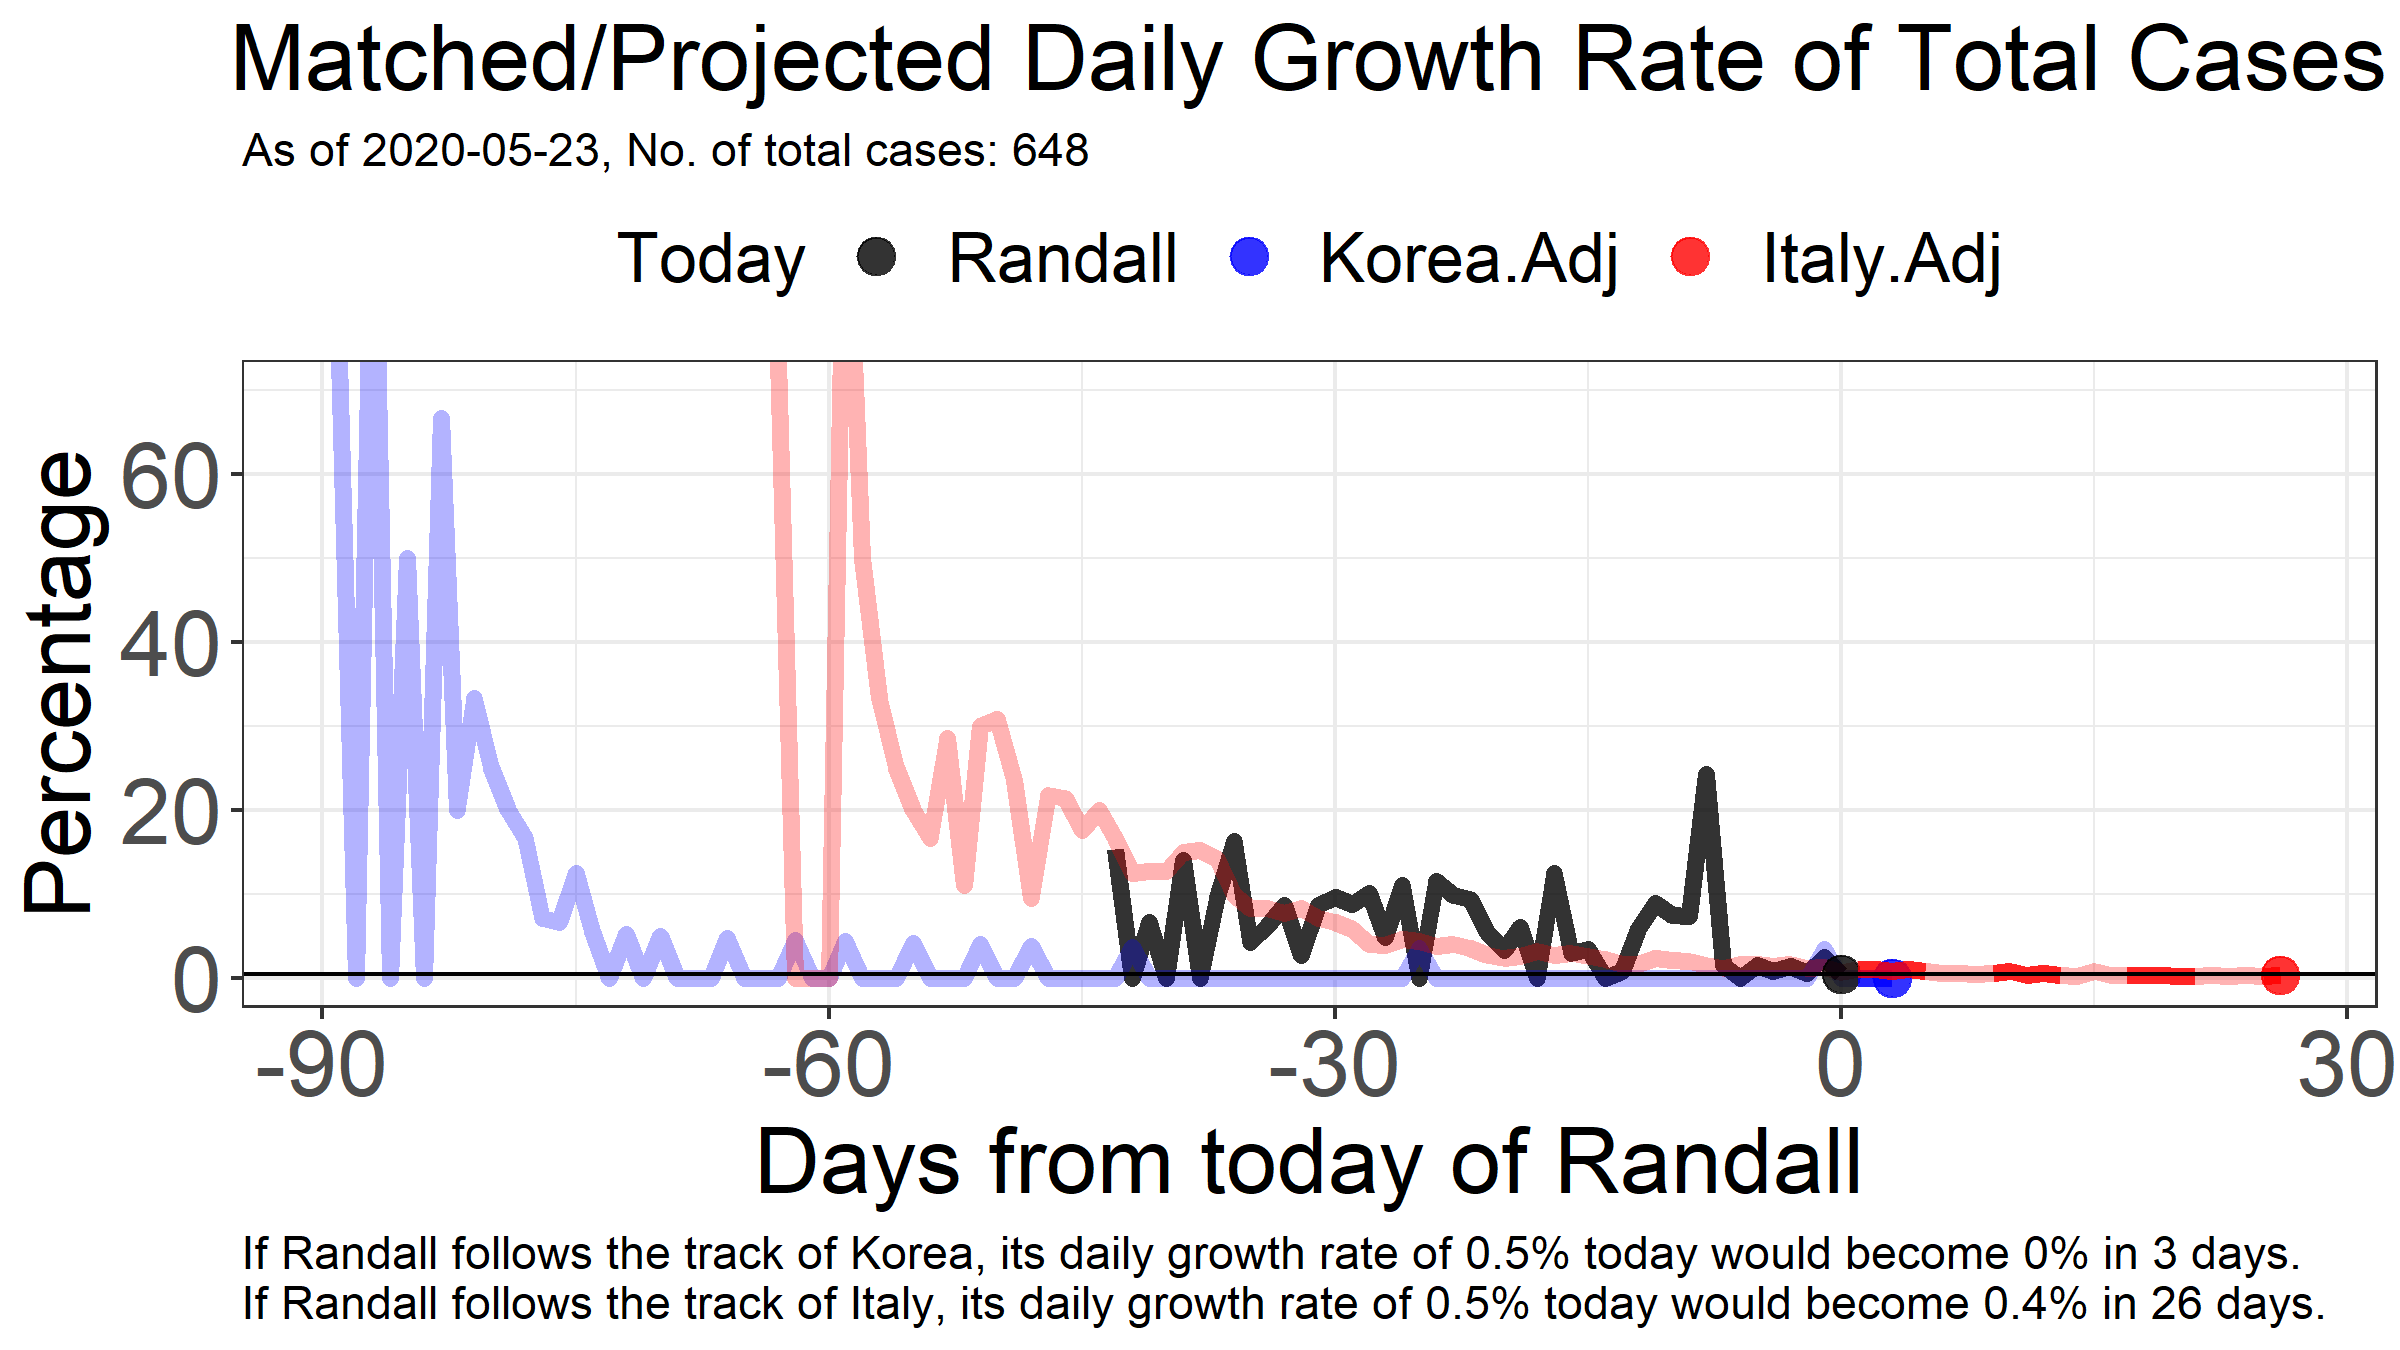 Matched/Projected Daily Growth Rate of Total Cases
As of 2020-05-23, No. of total cases: 648
Today Randall Korea.Adj Italy.Adj
Percentage
60
40
20
0
-90 -60 -30 0 30
Days from today of Randall
If Randall follows the track of Korea, its daily growth rate of 0.5% today would become 0% in 3 days.
If Randall follows the track of Italy, its daily growth rate of 0.5% today would become 0.4% in 26 days.